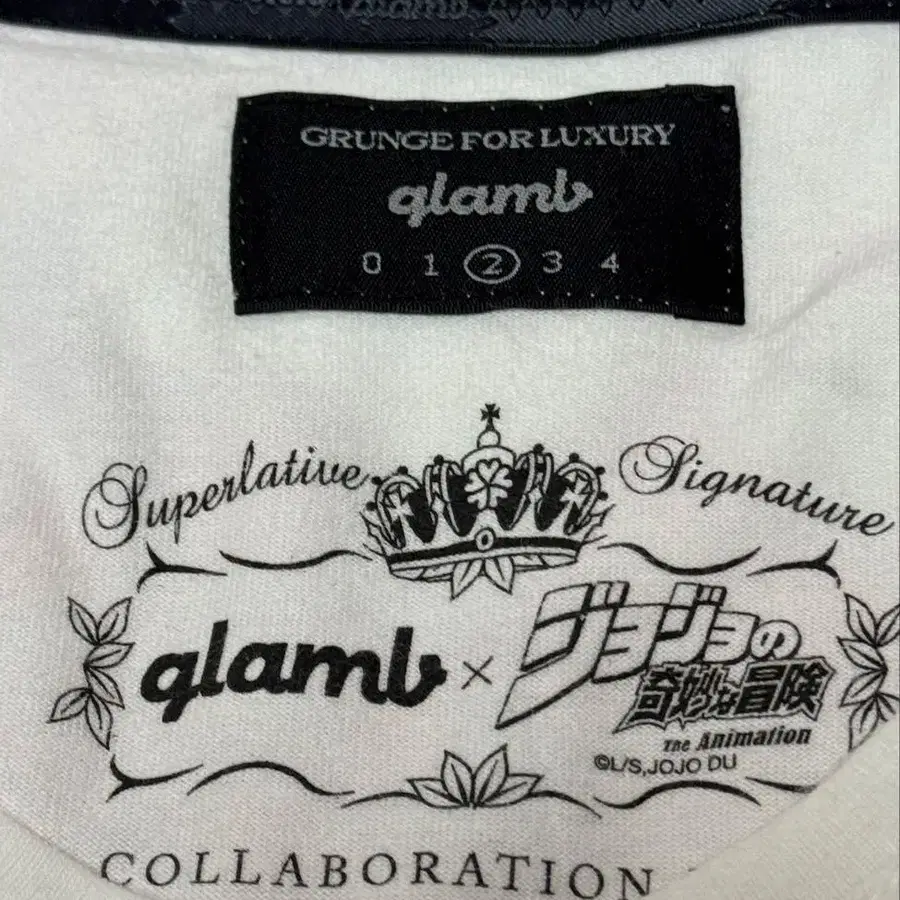 glamb
GRUNGE FOR LUXURY
glamb
0 1 2 3 4
Superlative Signature
glamb × ジョジョの
奇妙な冒険
The Animation
©L/S,JOJO DU
COLLABORATION